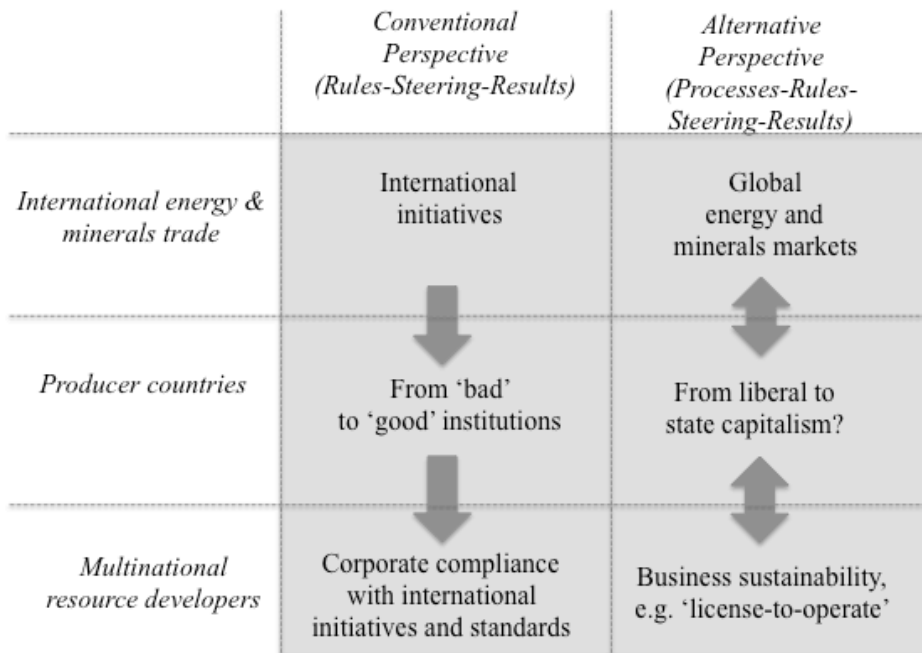 Conventional
Perspective
(Rules-Steering-Results)
Alternative
Perspective
(Processes-Rules-
Steering-Results)
International energy &
minerals trade
International
initiatives
Global
energy and
minerals markets
Producer countries
From ‘bad’
to ‘good’ institutions
From liberal to
state capitalism?
Multinational
resource developers
Corporate compliance
with international
initiatives and standards
Business sustainability,
e.g. ‘license-to-operate’